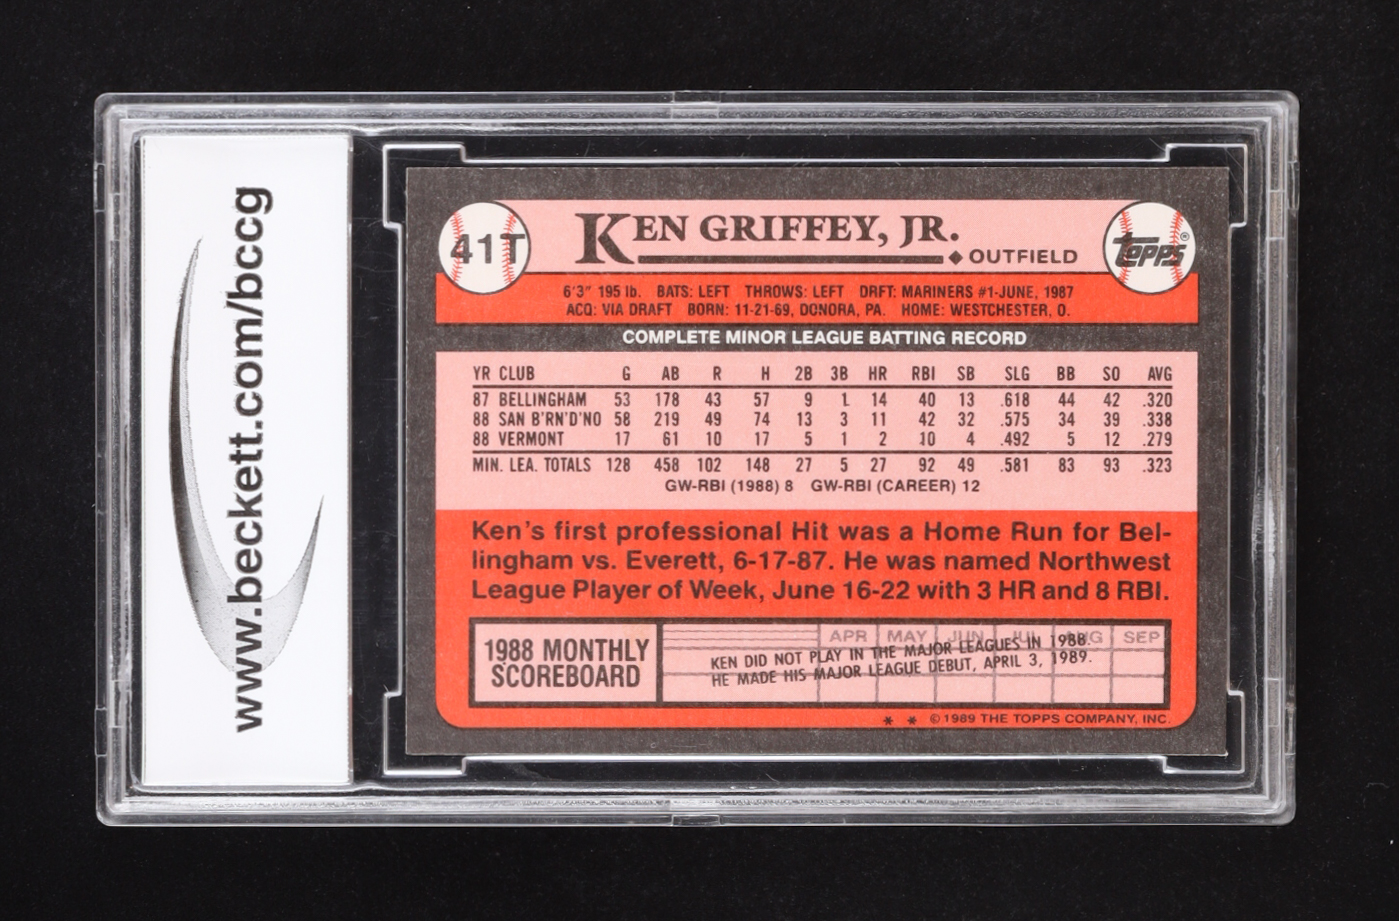 www.beckett.com/bccg
41T
KEN GRIFFEY, JR.
◆ OUTFIELD
TOPPS®
6'3" 195 lb. BATS: LEFT THROWS: LEFT DRFT: MARINERS #1-JUNE, 1987
ACQ: VIA DRAFT BORN: 11-21-69, DONORA, PA. HOME: WESTCHESTER, O.
COMPLETE MINOR LEAGUE BATTING RECORD
YR CLUB G AB R H 2B 3B HR RBI SB SLG BB SO AVG
87 BELLINGHAM 53 178 43 57 9 1 14 40 13 .618 44 42 .320
88 SAN B'RN'D'NO 58 219 49 74 13 3 11 42 32 .575 34 39 .338
88 VERMONT 17 61 10 17 5 1 2 10 4 .492 5 12 .279
MIN. LEA. TOTALS 128 458 102 148 27 5 27 92 49 .581 83 93 .323
GW-RBI (1988) 8 GW-RBI (CAREER) 12
Ken's first professional Hit was a Home Run for Bel-
lingham vs. Everett, 6-17-87. He was named Northwest
League Player of Week, June 16-22 with 3 HR and 8 RBI.
1988 MONTHLY
SCOREBOARD
APR MAY JUN JUL AUG SEP
KEN DID NOT PLAY IN THE MAJOR LEAGUES IN 1988.
HE MADE HIS MAJOR LEAGUE DEBUT, APRIL 3, 1989.
* * © 1989 THE TOPPS COMPANY, INC.